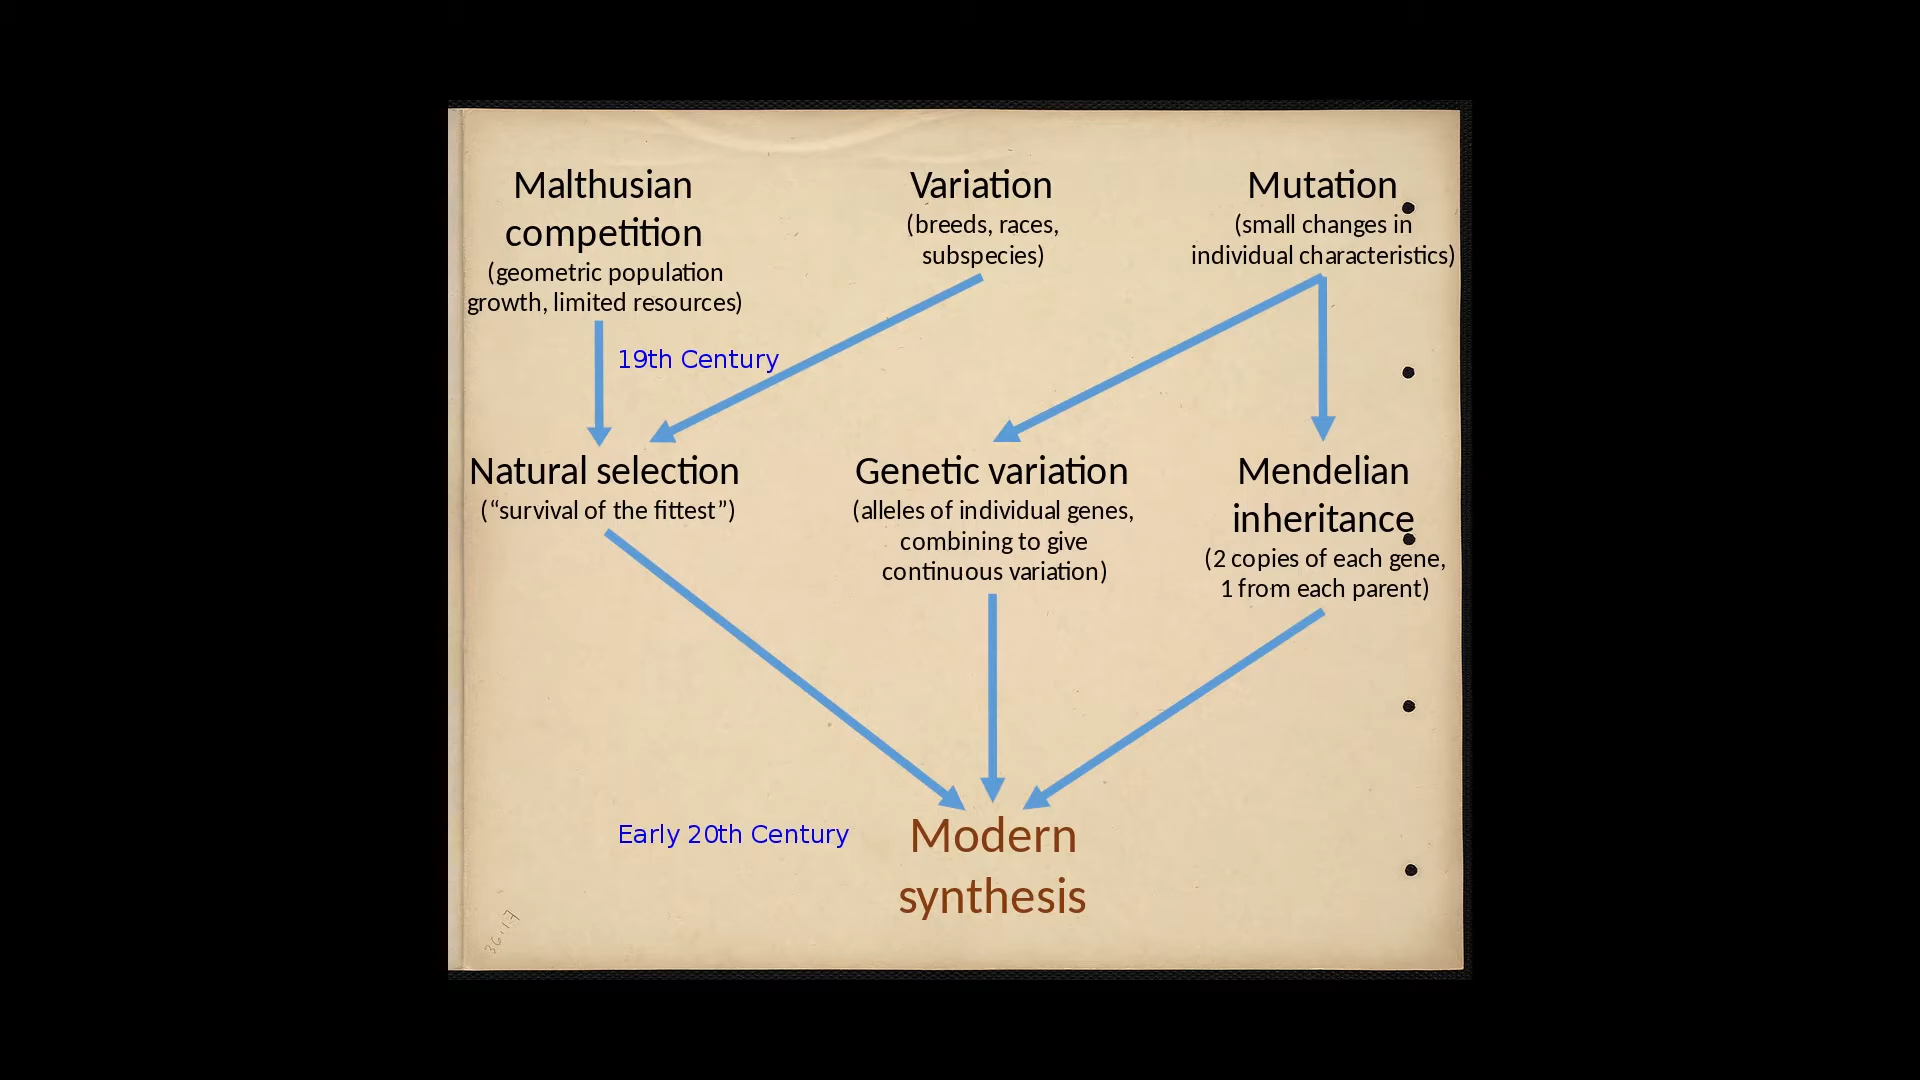 Malthusian
competition
(geometric population
growth, limited resources)
Variation
(breeds, races,
subspecies)
Mutation
(small changes in
individual characteristics)
19th Century
Natural selection
(“survival of the fittest”)
Genetic variation
(alleles of individual genes,
combining to give
continuous variation)
Mendelian
inheritance
(2 copies of each gene,
1 from each parent)
Early 20th Century
Modern
synthesis